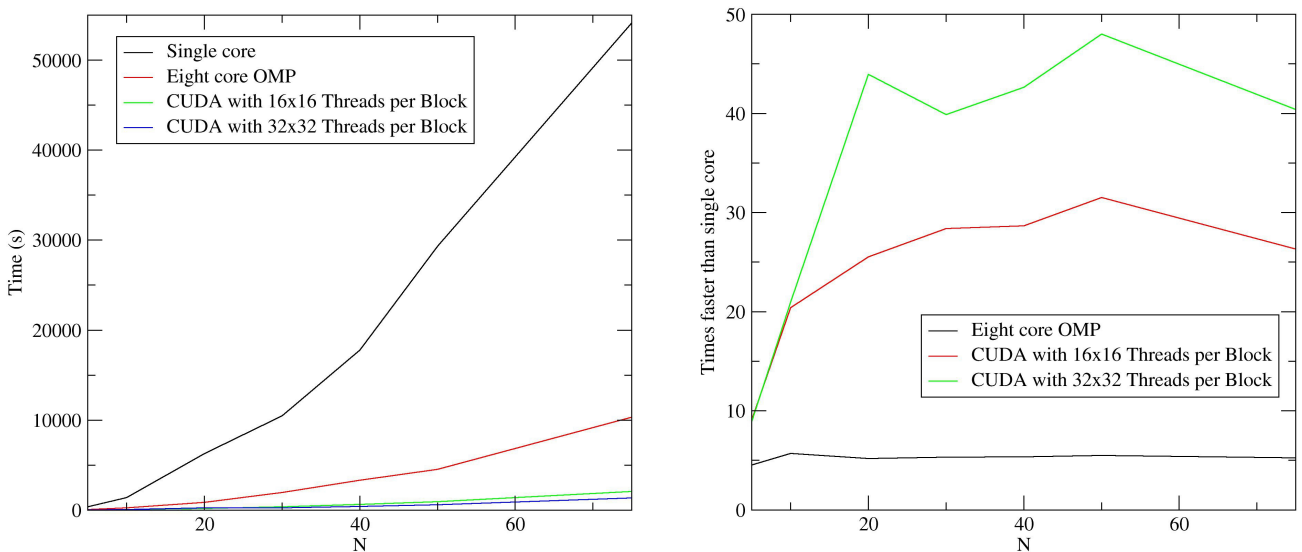 Single core
Eight core OMP
CUDA with 16x16 Threads per Block
CUDA with 32x32 Threads per Block
50000
40000
30000
20000
10000
0
Time (s)
20
40
60
N
50
40
30
20
10
0
Times faster than single core
Eight core OMP
CUDA with 16x16 Threads per Block
CUDA with 32x32 Threads per Block
20
40
60
N